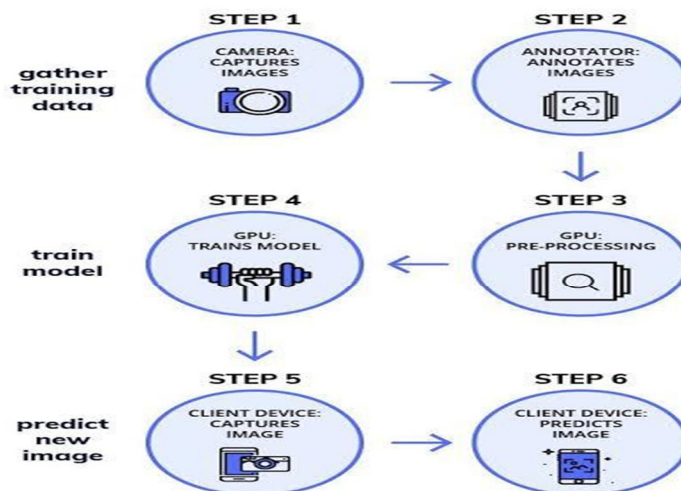 STEP 1
STEP 2
gather
training
data
CAMERA:
CAPTURES
IMAGES
ANNOTATOR:
ANNOTATES
IMAGES
STEP 4
STEP 3
train
model
GPU:
TRAINS MODEL
GPU:
PRE-PROCESSING
STEP 5
STEP 6
predict
new
image
CLIENT DEVICE:
CAPTURES
IMAGE
CLIENT DEVICE:
PREDICTS
IMAGE